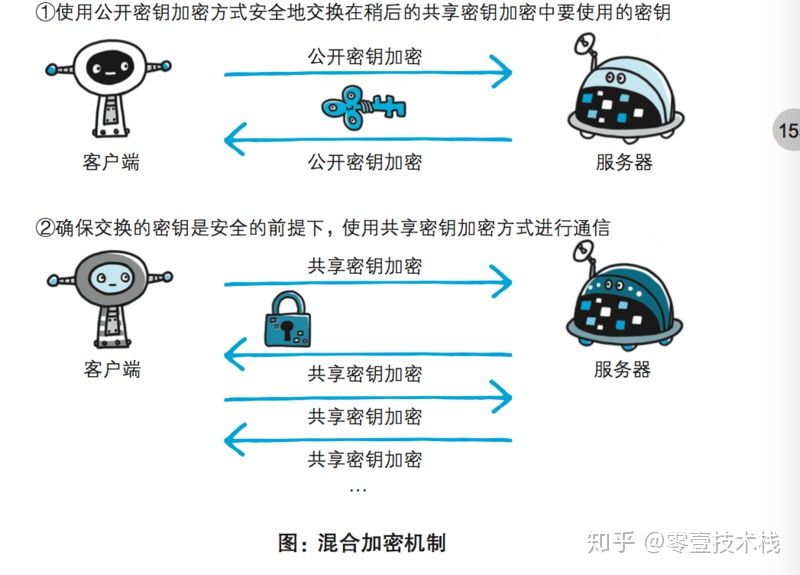 ①使用公开密钥加密方式安全地交换在稍后的共享密钥加密中要使用的密钥
公开密钥加密
15
客户端
公开密钥加密
服务器
②确保交换的密钥是安全的前提下，使用共享密钥加密方式进行通信
共享密钥加密
客户端
共享密钥加密
服务器
共享密钥加密
共享密钥加密
…
图：混合加密机制
知乎 @零壹技术栈